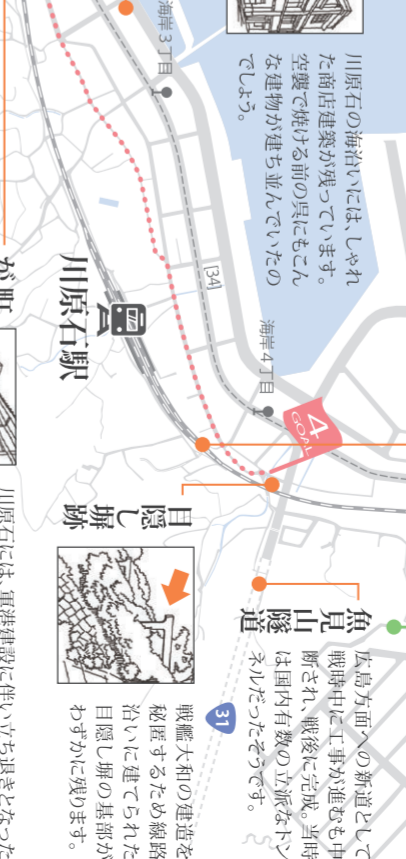 海岸3丁目
川原石の海沿いには、しゃれ
た商店建築が残っています。
空襲で焼ける前の呉にもこん
な建物が建ち並んでいたの
でしょう。
[34]
川原石駅
海岸4丁目
4
GOAL
目隠し塀跡
戦艦大和の建造を
秘匿するため線路
沿いに建てられた
目隠し塀の基部が
わずかに残ります。
魚見山隧道
広島方面への新道として
戦時中に工事が進むも中
断され、戦後に完成。当時
は国内有数の立派なトン
ネルだったそうです。
31
が町
川原石には、軍港建設に伴い立ち退きとなった